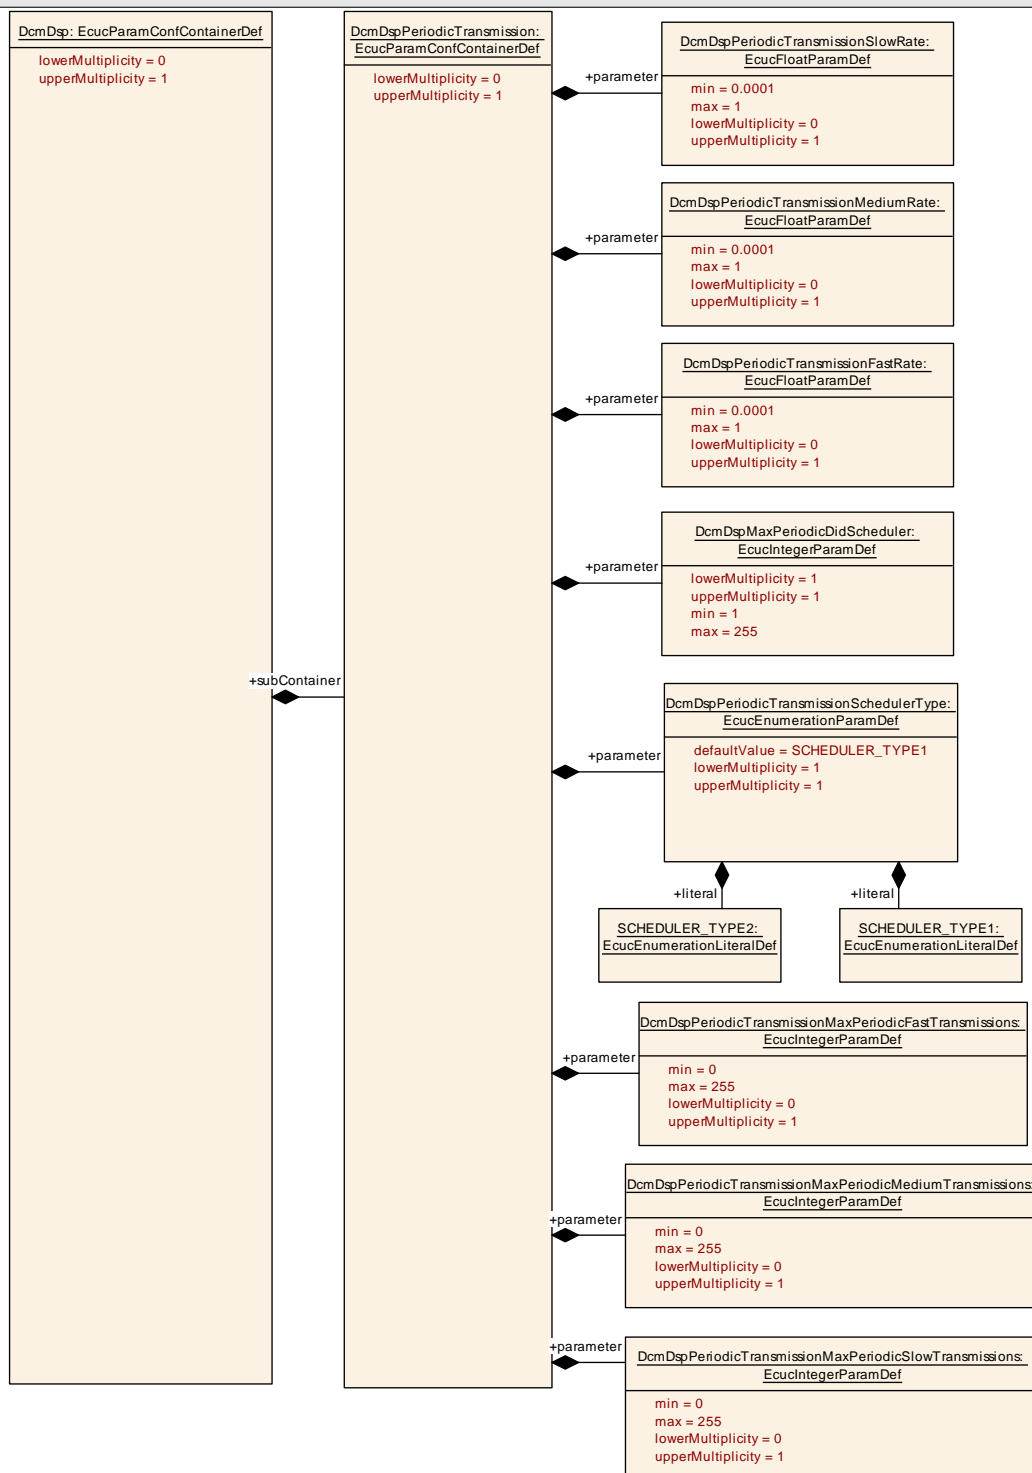 DcmDsp: EcucParamConfContainerDef
lowerMultiplicity = 0
upperMultiplicity = 1
DcmDspPeriodicTransmission:
EcucParamConfContainerDef
lowerMultiplicity = 0
upperMultiplicity = 1
+subContainer
+parameter
DcmDspPeriodicTransmissionSlowRate:
EcucFloatParamDef
min = 0.0001
max = 1
lowerMultiplicity = 0
upperMultiplicity = 1
+parameter
DcmDspPeriodicTransmissionMediumRate:
EcucFloatParamDef
min = 0.0001
max = 1
lowerMultiplicity = 0
upperMultiplicity = 1
+parameter
DcmDspPeriodicTransmissionFastRate:
EcucFloatParamDef
min = 0.0001
max = 1
lowerMultiplicity = 0
upperMultiplicity = 1
+parameter
DcmDspMaxPeriodicDidScheduler:
EcucIntegerParamDef
lowerMultiplicity = 1
upperMultiplicity = 1
min = 1
max = 255
+parameter
DcmDspPeriodicTransmissionSchedulerType:
EcucEnumerationParamDef
defaultValue = SCHEDULER_TYPE1
lowerMultiplicity = 1
upperMultiplicity = 1
+literal
+literal
SCHEDULER_TYPE2:
EcucEnumerationLiteralDef
SCHEDULER_TYPE1:
EcucEnumerationLiteralDef
+parameter
DcmDspPeriodicTransmissionMaxPeriodicFastTransmissions:
EcucIntegerParamDef
min = 0
max = 255
lowerMultiplicity = 0
upperMultiplicity = 1
+parameter
DcmDspPeriodicTransmissionMaxPeriodicMediumTransmissions:
EcucIntegerParamDef
min = 0
max = 255
lowerMultiplicity = 0
upperMultiplicity = 1
+parameter
DcmDspPeriodicTransmissionMaxPeriodicSlowTransmissions:
EcucIntegerParamDef
min = 0
max = 255
lowerMultiplicity = 0
upperMultiplicity = 1